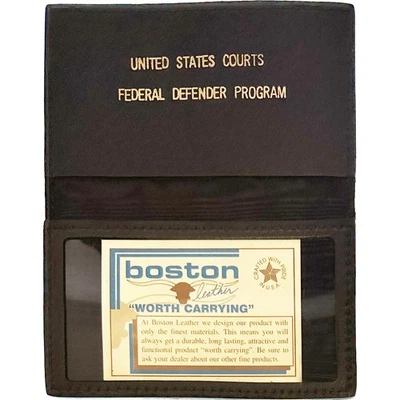 UNITED STATES COURTS
FEDERAL DEFENDER PROGRAM
boston
leather
"WORTH CARRYING"
CRAFTED WITH PRIDE
IN U.S.A.
At Boston Leather we design our product with
only the finest materials. This means you will
always get a durable, long lasting, attractive and
functional product "worth carrying". Be sure to
ask your dealer about our other fine products.